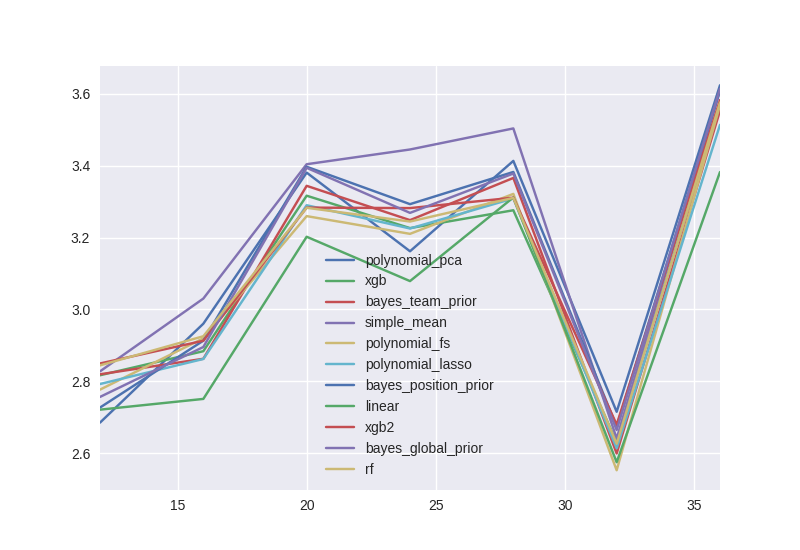 3.6
3.4
3.2
3.0
2.8
2.6
polynomial_pca
xgb
bayes_team_prior
simple_mean
polynomial_fs
polynomial_lasso
bayes_position_prior
linear
xgb2
bayes_global_prior
rf
15 20 25 30 35